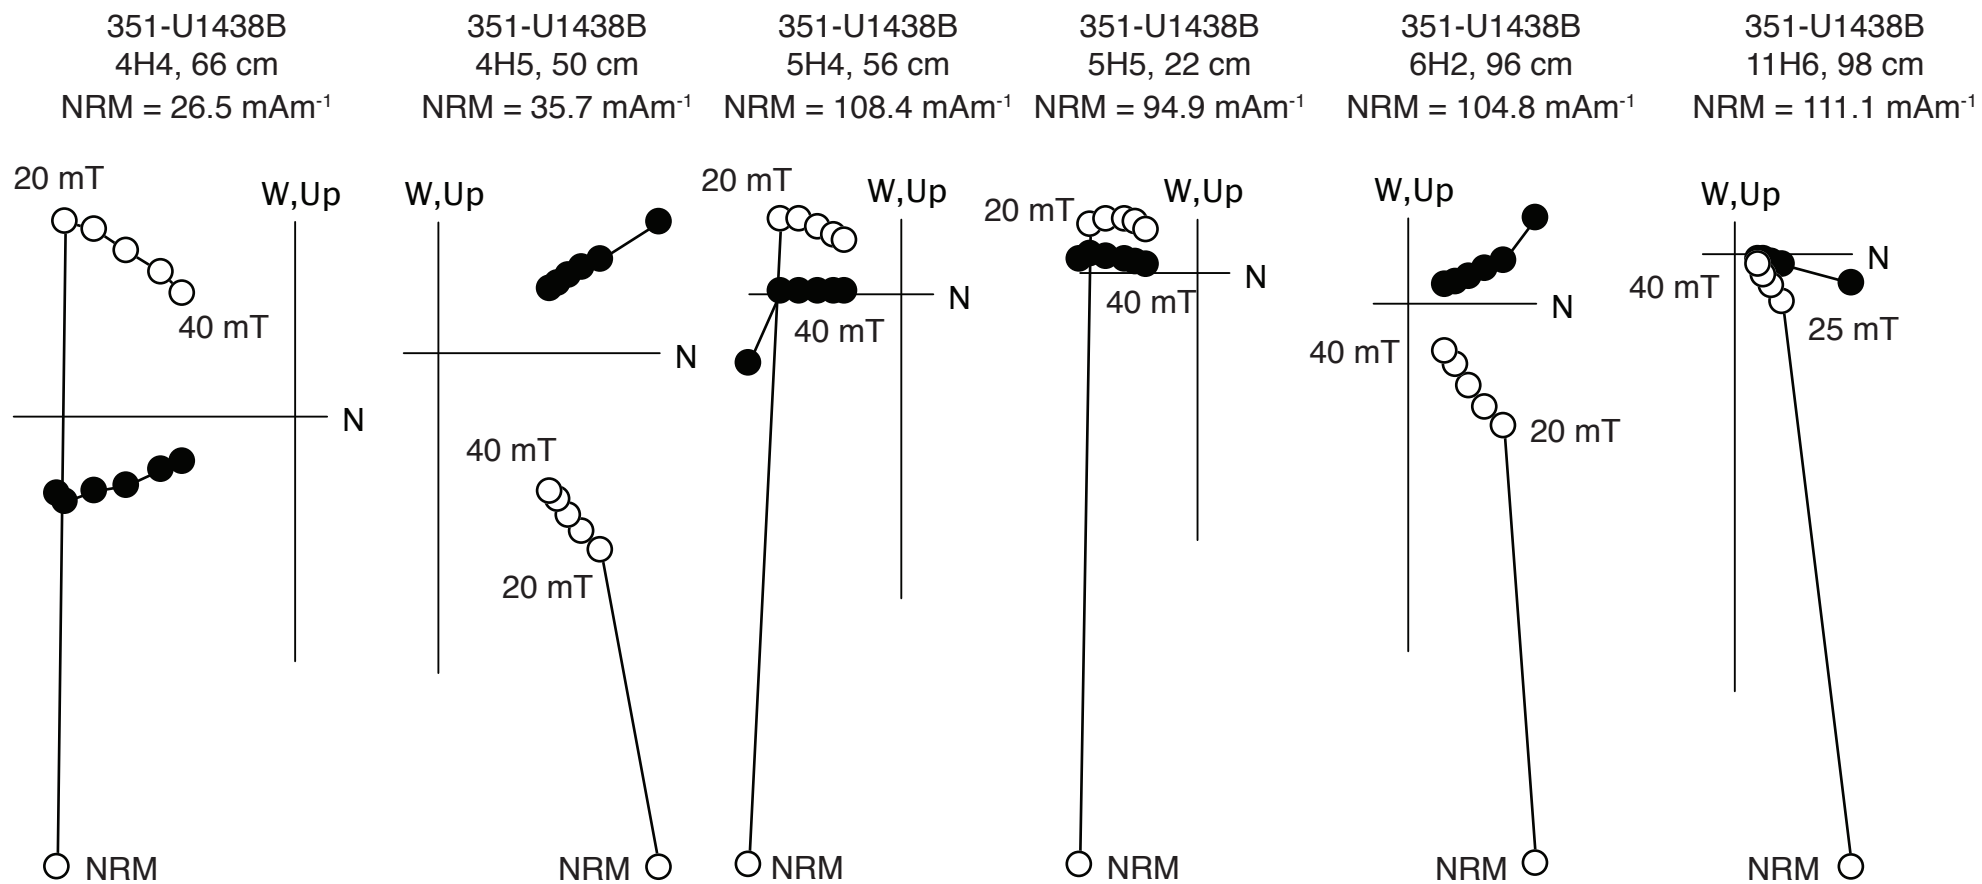 351-U1438B
4H4, 66 cm
NRM = 26.5 mAm⁻¹
20 mT
W,Up
40 mT
N
NRM
351-U1438B
4H5, 50 cm
NRM = 35.7 mAm⁻¹
W,Up
N
40 mT
20 mT
NRM
351-U1438B
5H4, 56 cm
NRM = 108.4 mAm⁻¹
20 mT
W,Up
N
40 mT
NRM
351-U1438B
5H5, 22 cm
NRM = 94.9 mAm⁻¹
20 mT
W,Up
N
40 mT
NRM
351-U1438B
6H2, 96 cm
NRM = 104.8 mAm⁻¹
W,Up
N
40 mT
20 mT
NRM
351-U1438B
11H6, 98 cm
NRM = 111.1 mAm⁻¹
W,Up
N
40 mT
25 mT
NRM